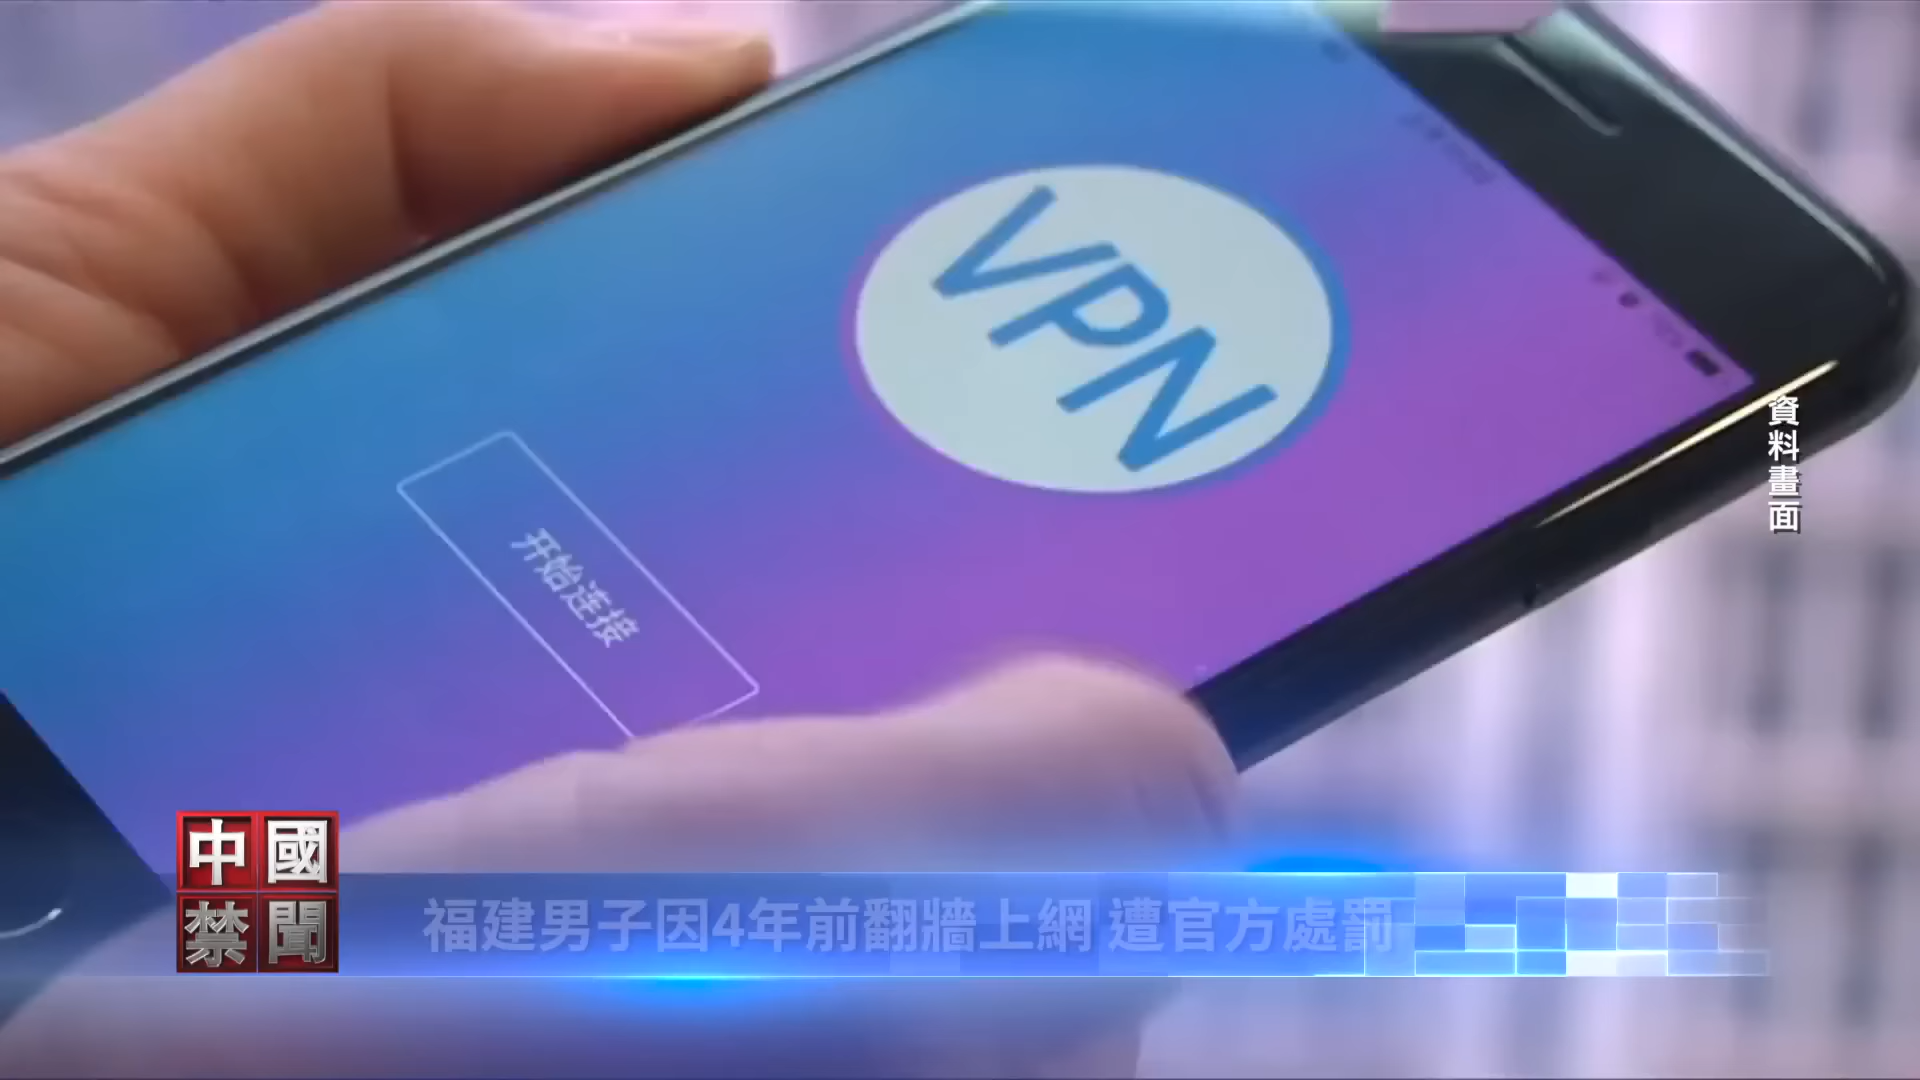 VPN
开始连接
資料畫面
中國
禁聞
福建男子因4年前翻牆上網 遭官方處罰